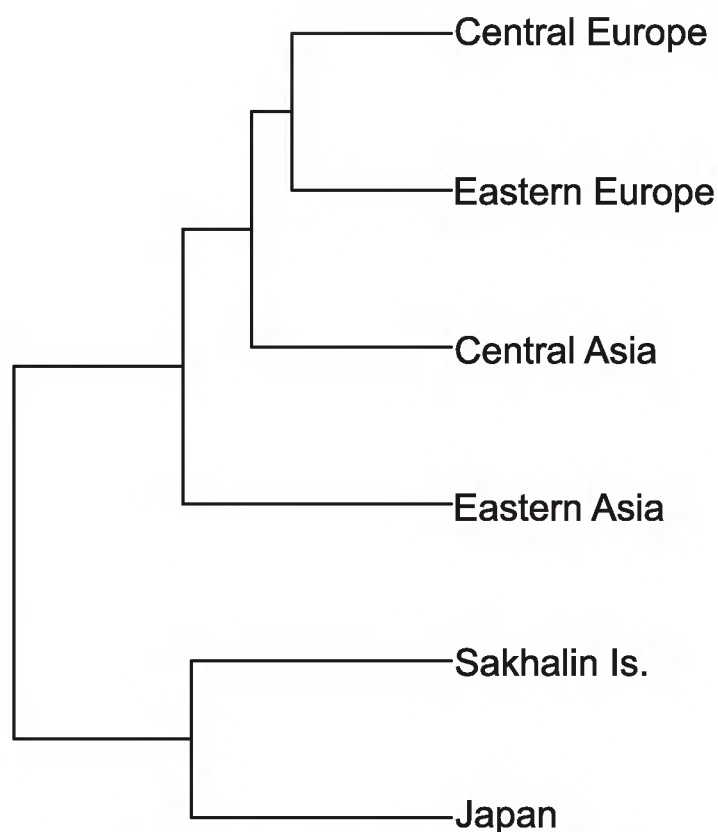 Central Europe
Eastern Europe
Central Asia
Eastern Asia
Sakhalin Is.
Japan